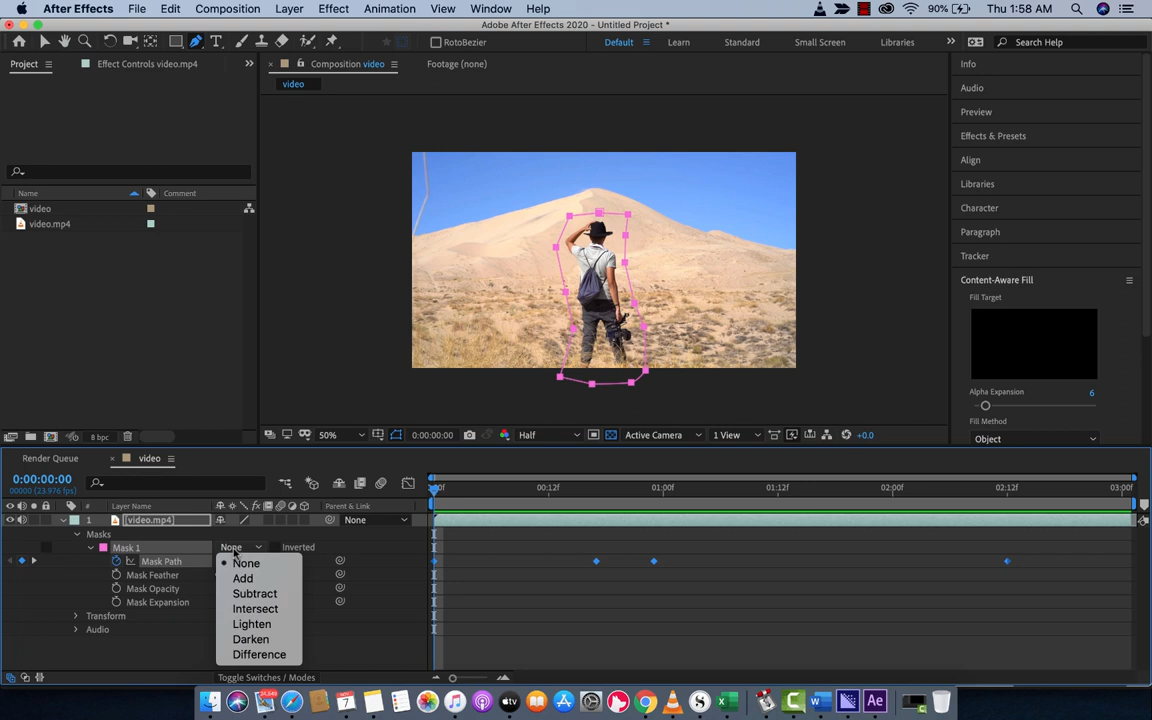 After Effects File Edit Composition Layer Effect Animation View Window Help 90% Thu 1:58 AM
Adobe After Effects 2020 - Untitled Project *
RotoBezier Default Learn Standard Small Screen Libraries Search Help
Project Effect Controls video.mp4 Composition video Footage (none) Info
video
Audio
Preview
Effects & Presets
Align
Libraries
Name Comment
video
video.mp4
Character
Paragraph
Tracker
Content-Aware Fill
Fill Target
Alpha Expansion 6
Fill Method
Object
8 bpc 50% 0:00:00:00 Half Active Camera 1 View +0.0
Render Queue video
0:00:00:00
00000 (23.976 fps)
:00f 00:12f 01:00f 01:12f 02:00f 02:12f 03:00f
# Layer Name Parent & Link
1 [video.mp4] None
Masks
Mask 1 None Inverted
Mask Path
Mask Feather
Mask Opacity
Mask Expansion
Transform
Audio
None
Add
Subtract
Intersect
Lighten
Darken
Difference
Toggle Switches / Modes
24,549
7
Ae